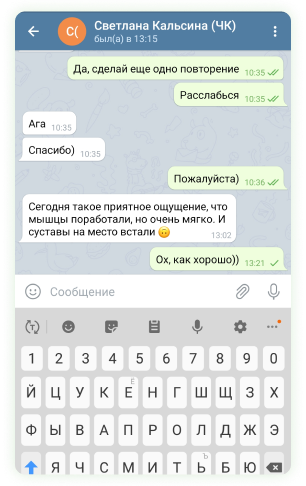 Светлана Кальсина (ЧК)
С(
был(а) в 13:15
Да, сделай еще одно повторение 10:35
Расслабься 10:35
Ага 10:35
Спасибо) 10:35
Пожалуйста) 10:36
Сегодня такое приятное ощущение, что
мышцы поработали, но очень мягко. И
суставы на место встали 🙃 13:02
Ох, как хорошо)) 13:21
Сообщение
1 2 3 4 5 6 7 8 9 0
Й Ц У К Е Ё Н Г Ш Щ З Х
Ф Ы В А П Р О Л Д Ж Э
Я Ч С М И Т Ь Ъ Б Ю